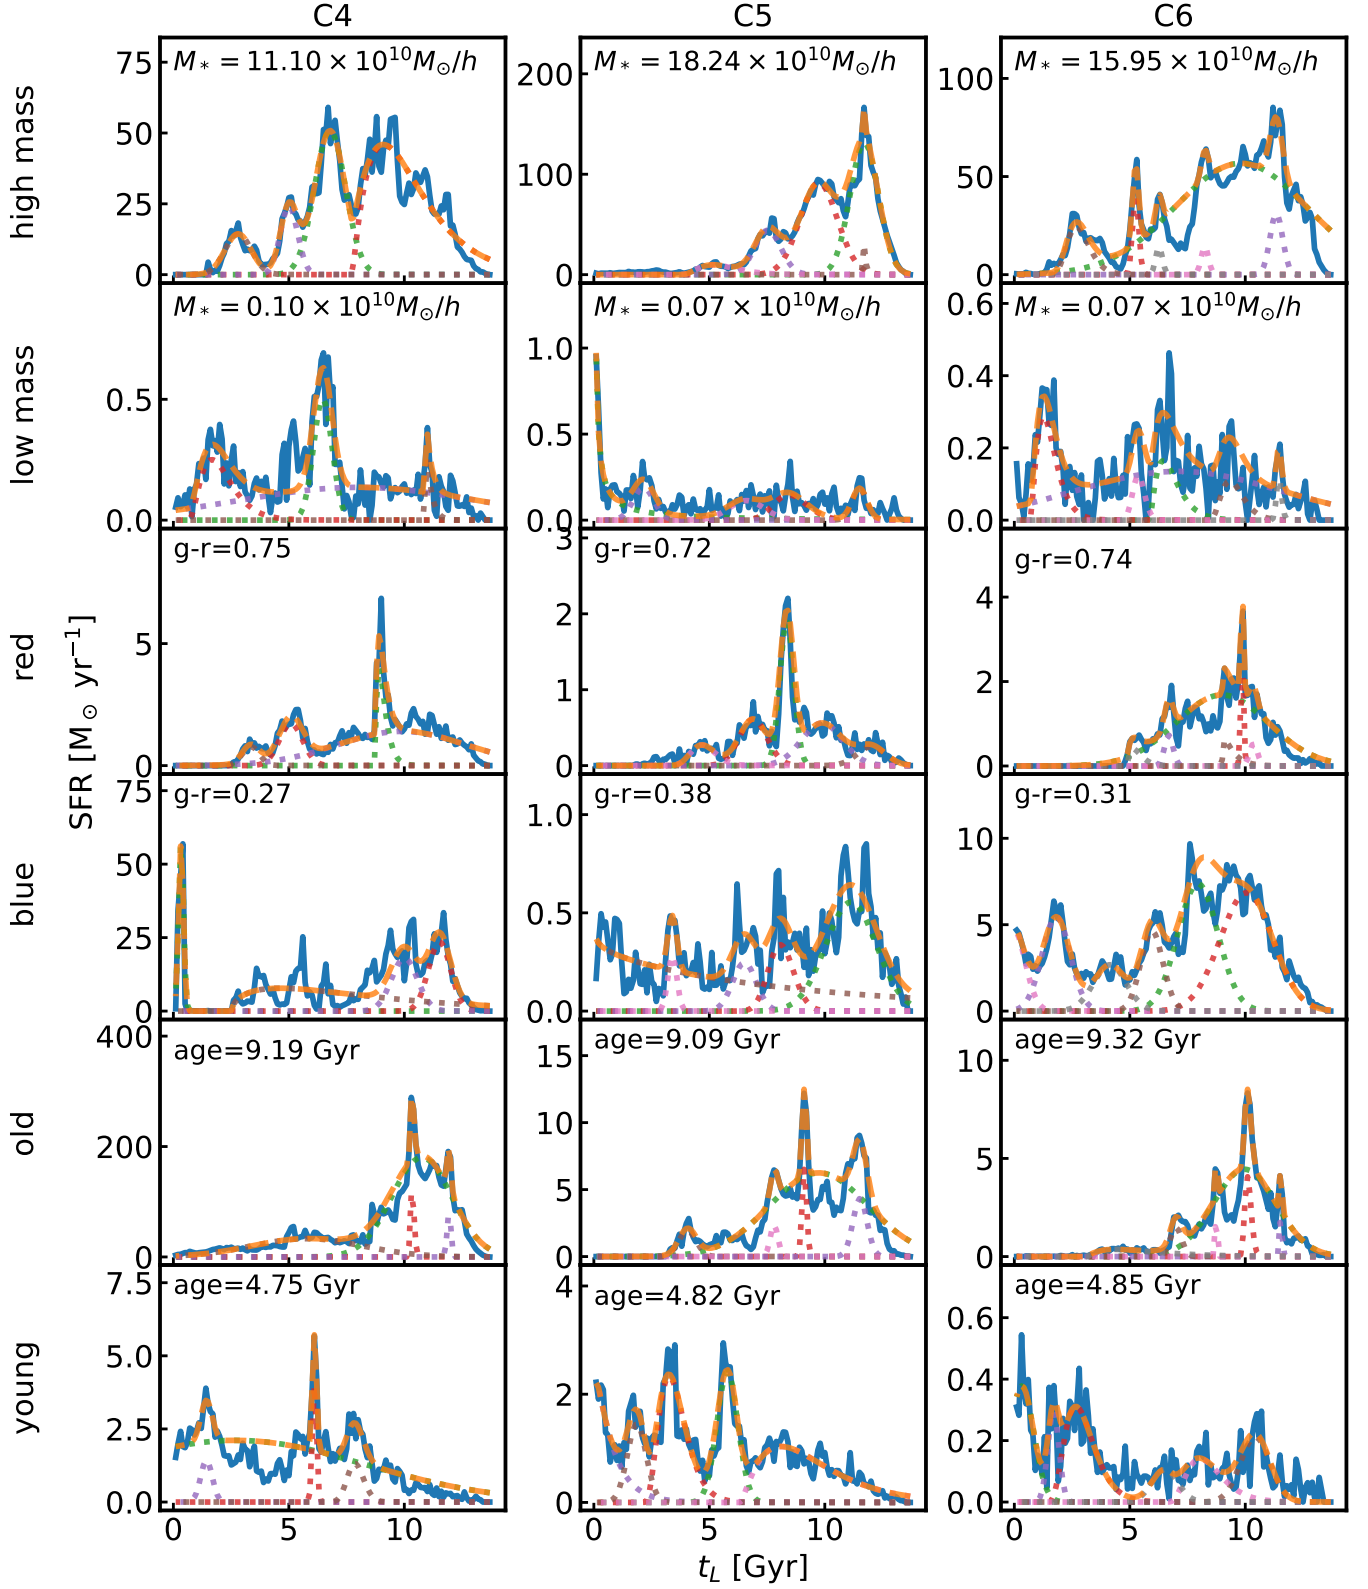 C4 C5 C6
high mass
75
50
25
0
M* = 11.10 × 10^10 M⊙/h
200
100
0
M* = 18.24 × 10^10 M⊙/h
100
50
0
M* = 15.95 × 10^10 M⊙/h
low mass
0.5
0.0
M* = 0.10 × 10^10 M⊙/h
1.0
0.5
0.0
M* = 0.07 × 10^10 M⊙/h
0.6
0.4
0.2
0.0
M* = 0.07 × 10^10 M⊙/h
SFR [M⊙ yr−1]
red
5
0
g-r=0.75
3
2
1
0
g-r=0.72
4
2
0
g-r=0.74
blue
75
50
25
0
g-r=0.27
1.0
0.5
0.0
g-r=0.38
10
5
0
g-r=0.31
old
400
200
0
age=9.19 Gyr
15
10
5
0
age=9.09 Gyr
10
5
0
age=9.32 Gyr
young
7.5
5.0
2.5
0.0
age=4.75 Gyr
4
2
0
age=4.82 Gyr
0.6
0.4
0.2
0.0
age=4.85 Gyr
0 5 10 0 5 10 0 5 10
tL [Gyr]